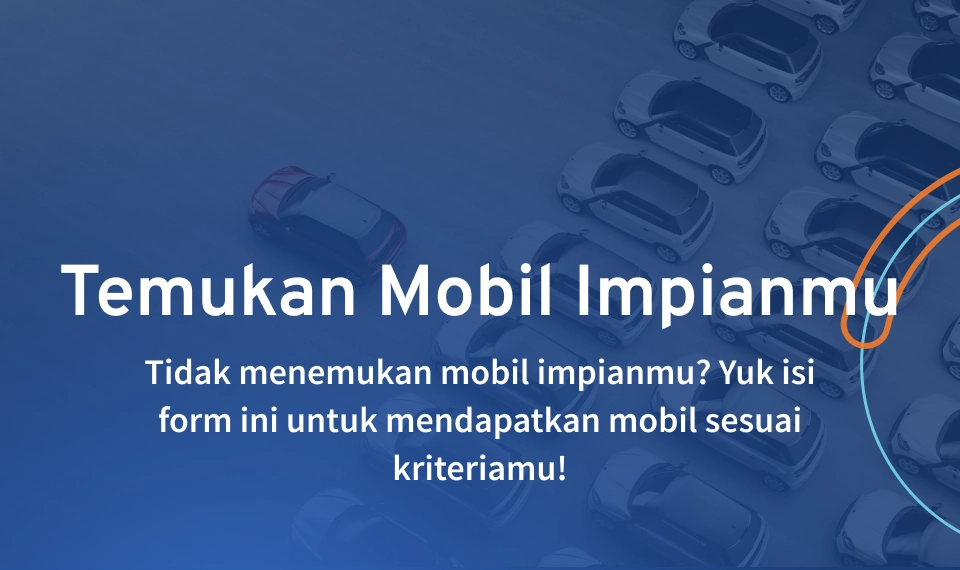 Temukan Mobil Impianmu
Tidak menemukan mobil impianmu? Yuk isi
form ini untuk mendapatkan mobil sesuai
kriteriamu!